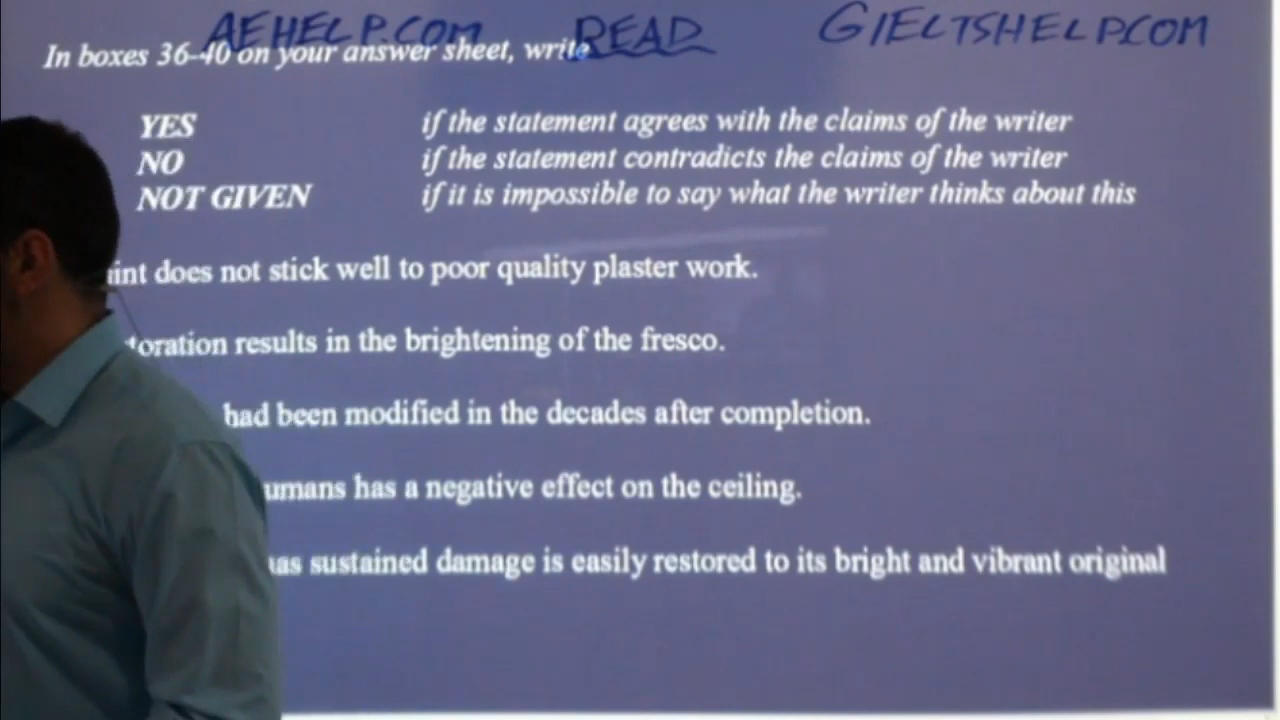 AEHELP.COM READ GIELTSHELP.COM
In boxes 36-40 on your answer sheet, write
YES if the statement agrees with the claims of the writer
NO if the statement contradicts the claims of the writer
NOT GIVEN if it is impossible to say what the writer thinks about this
int does not stick well to poor quality plaster work.
toration results in the brightening of the fresco.
had been modified in the decades after completion.
umans has a negative effect on the ceiling.
as sustained damage is easily restored to its bright and vibrant original